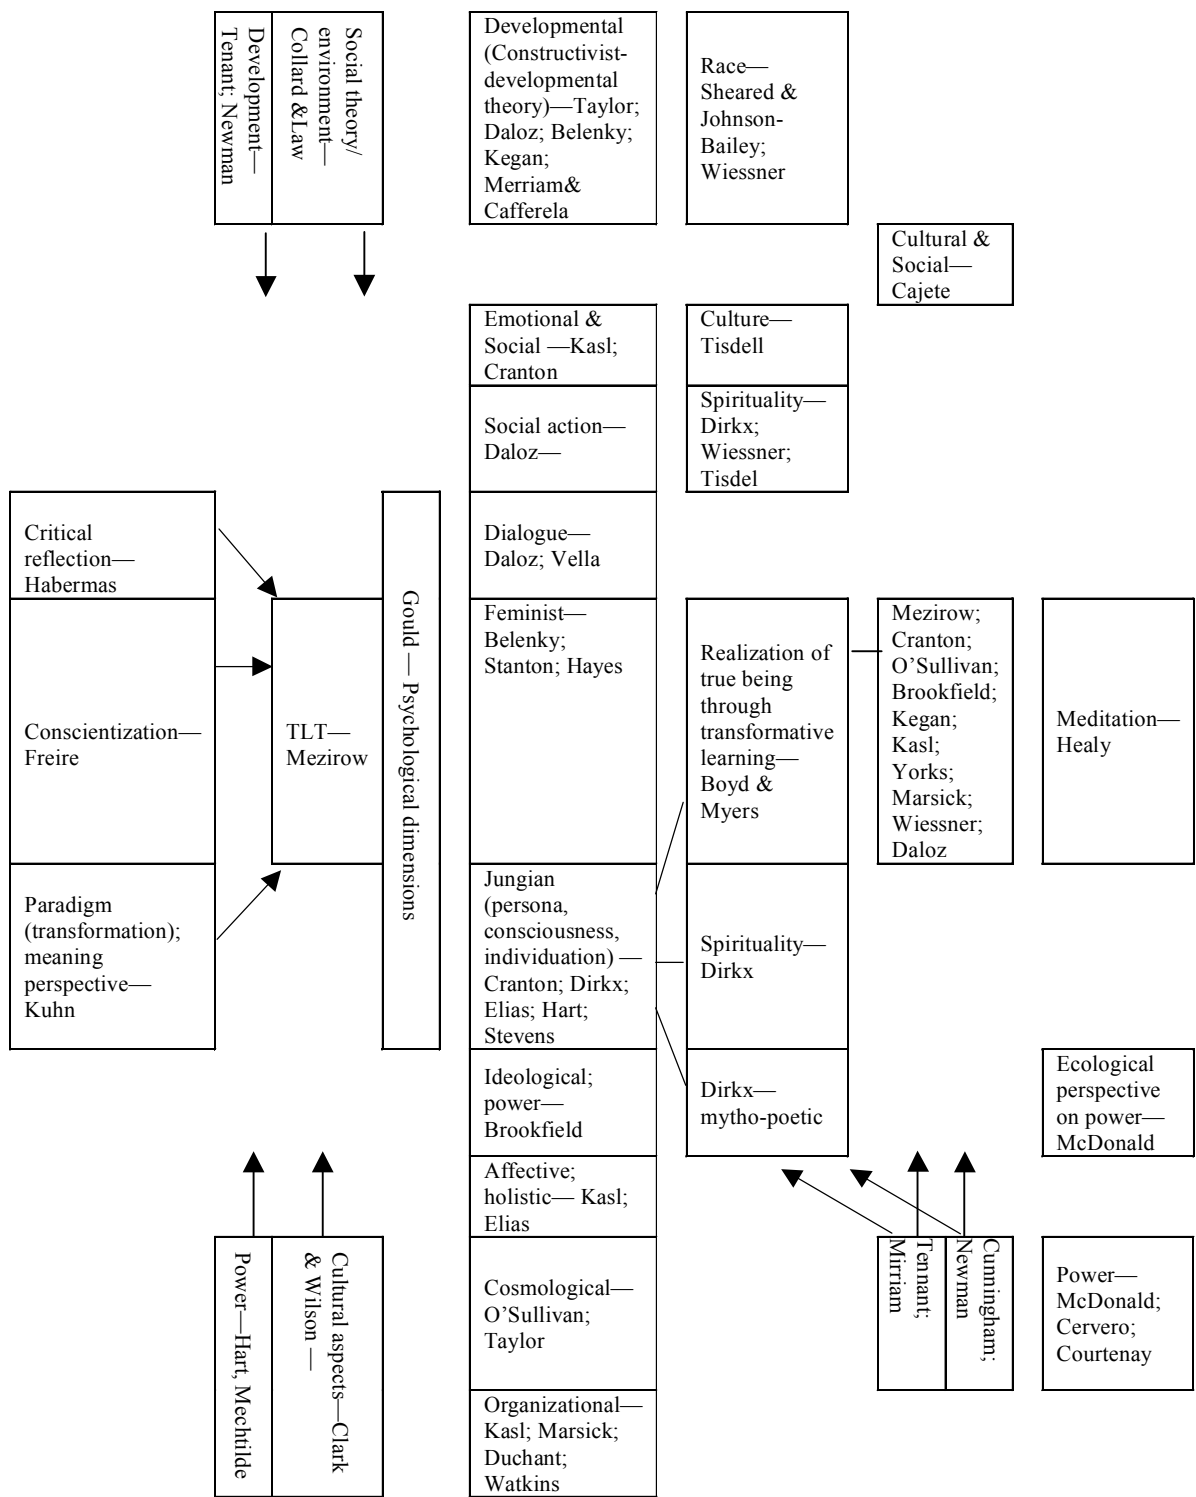 Development—
Tenant; Newman
Social theory/
environment—
Collard &Law
Developmental
(Constructivist-
developmental
theory)—Taylor;
Daloz; Belenky;
Kegan;
Merriam&
Cafferela
Race—
Sheared &
Johnson-
Bailey;
Wiessner
Cultural &
Social—
Cajete
Emotional &
Social —Kasl;
Cranton
Culture—
Tisdell
Social action—
Daloz—
Spirituality—
Dirkx;
Wiessner;
Tisdel
Critical
reflection—
Habermas
Dialogue—
Daloz; Vella
Conscientization—
Freire
TLT—
Mezirow
Gould — Psychological dimensions
Feminist—
Belenky;
Stanton; Hayes
Realization of
true being
through
transformative
learning—
Boyd &
Myers
Mezirow;
Cranton;
O’Sullivan;
Brookfield;
Kegan;
Kasl;
Yorks;
Marsick;
Wiessner;
Daloz
Meditation—
Healy
Paradigm
(transformation);
meaning
perspective—
Kuhn
Jungian
(persona,
consciousness,
individuation) —
Cranton; Dirkx;
Elias; Hart;
Stevens
Spirituality—
Dirkx
Ideological;
power—
Brookfield
Dirkx—
mytho-poetic
Ecological
perspective
on power—
McDonald
Affective;
holistic— Kasl;
Elias
Power—Hart, Mechtilde
Cultural aspects—Clark
& Wilson —
Cosmological—
O’Sullivan;
Taylor
Tennant;
Mirriam
Cunningham;
Newman
Power—
McDonald;
Cervero;
Courtenay
Organizational—
Kasl; Marsick;
Duchant;
Watkins